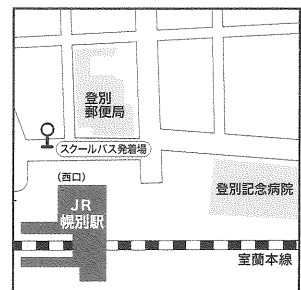 登別
郵便局
スクールバス発着場
(西口)
JR
幌別駅
登別記念病院
室蘭本線